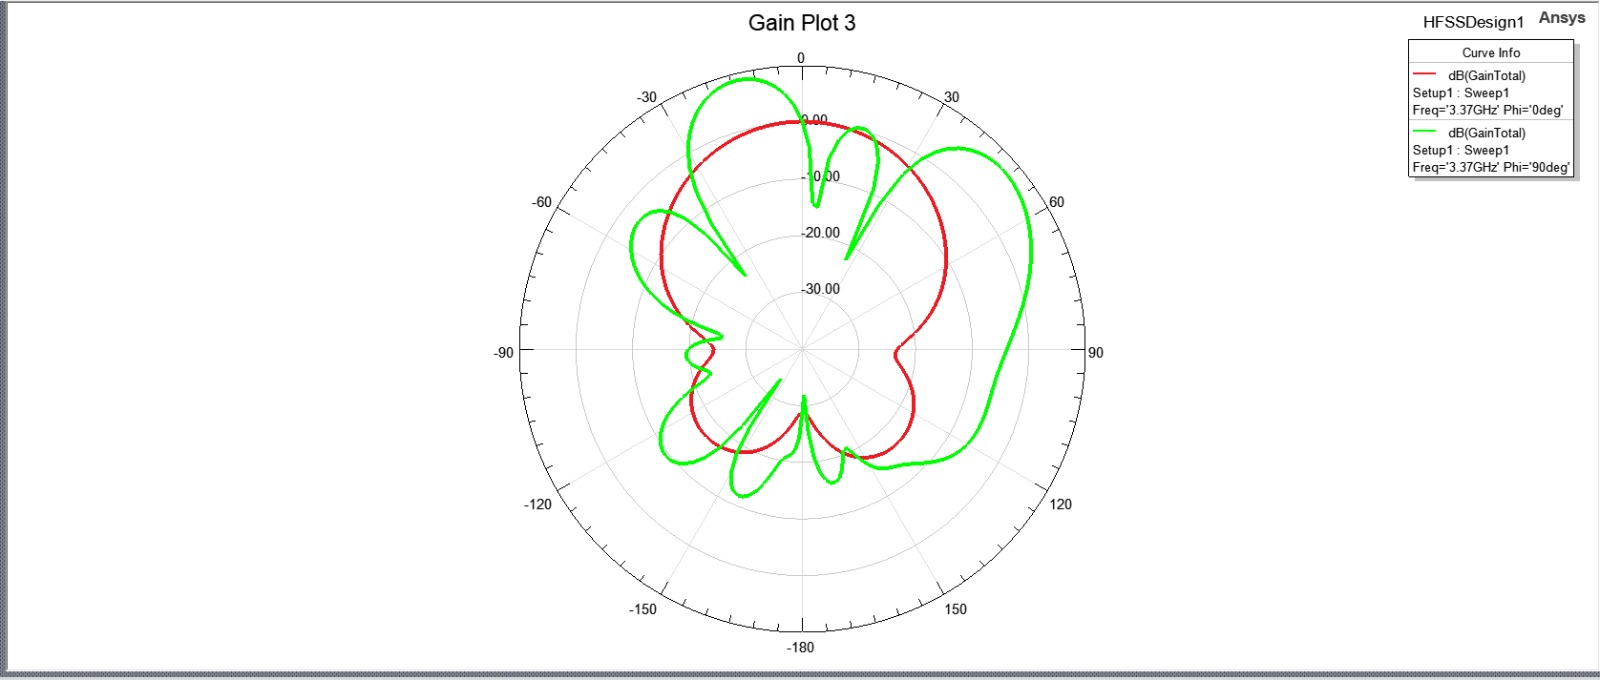 Gain Plot 3
HFSSDesign1
Ansys
Curve Info
dB(GainTotal)
Setup1 : Sweep1
Freq='3.37GHz' Phi='0deg'
dB(GainTotal)
Setup1 : Sweep1
Freq='3.37GHz' Phi='90deg'
0
-30
30
0.00
-10.00
-60
60
-20.00
-30.00
-90
90
-120
120
-150
150
-180